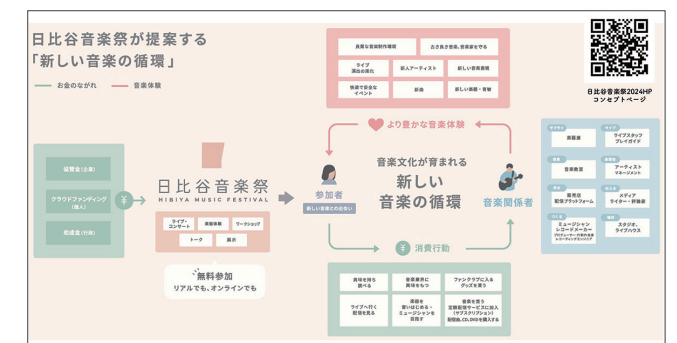 日比谷音楽祭が提案する
「新しい音楽の循環」
お金のながれ
音楽体験
協賛金(企業)
クラウドファンディング
(個人)
助成金(行政)
¥
日比谷音楽祭
HIBIYA MUSIC FESTIVAL
ライブ・
コンサート
楽器体験
ワークショップ
トーク
展示
無料参加
リアルでも、オンラインでも
良質な音楽制作環境
古き良き音楽、音楽家を守る
ライブ
演出の進化
新人アーティスト
新しい音楽表現
快適で安全な
イベント
新曲
新しい楽器・音響
より豊かな音楽体験
参加者
新しい音楽との出会い
音楽文化が育まれる
新しい
音楽の循環
音楽関係者
¥ 消費行動
興味を持ち
調べる
音楽業界に
興味をもつ
ファンクラブに入る
グッズを買う
ライブへ行く
配信を見る
楽器を
習いはじめる・
ミュージシャンを
目指す
音楽を買う
定額配信サービスに加入
(サブスクリプション)
配信曲、CD、DVDを購入する
日比谷音楽祭2024HP
コンセプトページ
楽器屋
ライブ
ライブスタッフ
プレイガイド
音楽教室
アーティスト
マネージメント
販売店
配信プラットフォーム
メディア
ライター・評論家
つくる
ミュージシャン
レコードメーカー
スタジオ、
ライブハウス